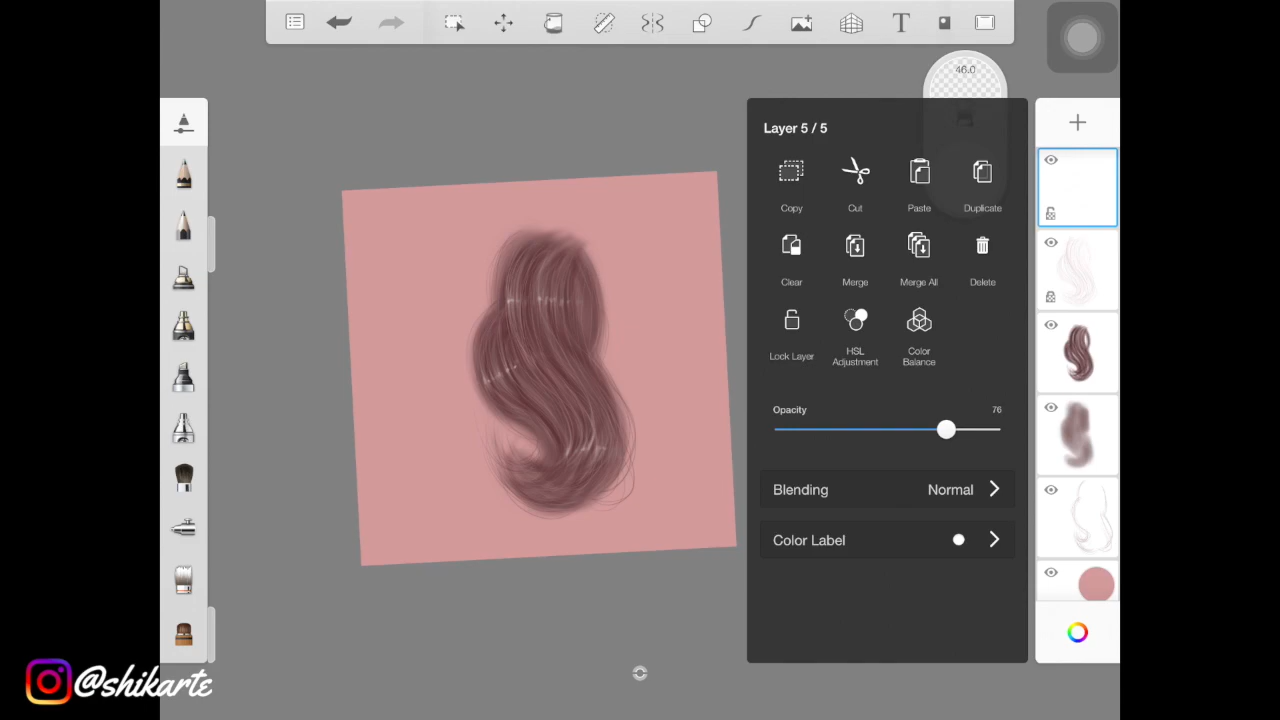 T
46.0
Layer 5 / 5
Copy
Cut
Paste
Duplicate
Clear
Merge
Merge All
Delete
Lock Layer
HSL
Adjustment
Color
Balance
Opacity
76
Blending
Normal
Color Label
@shikarte